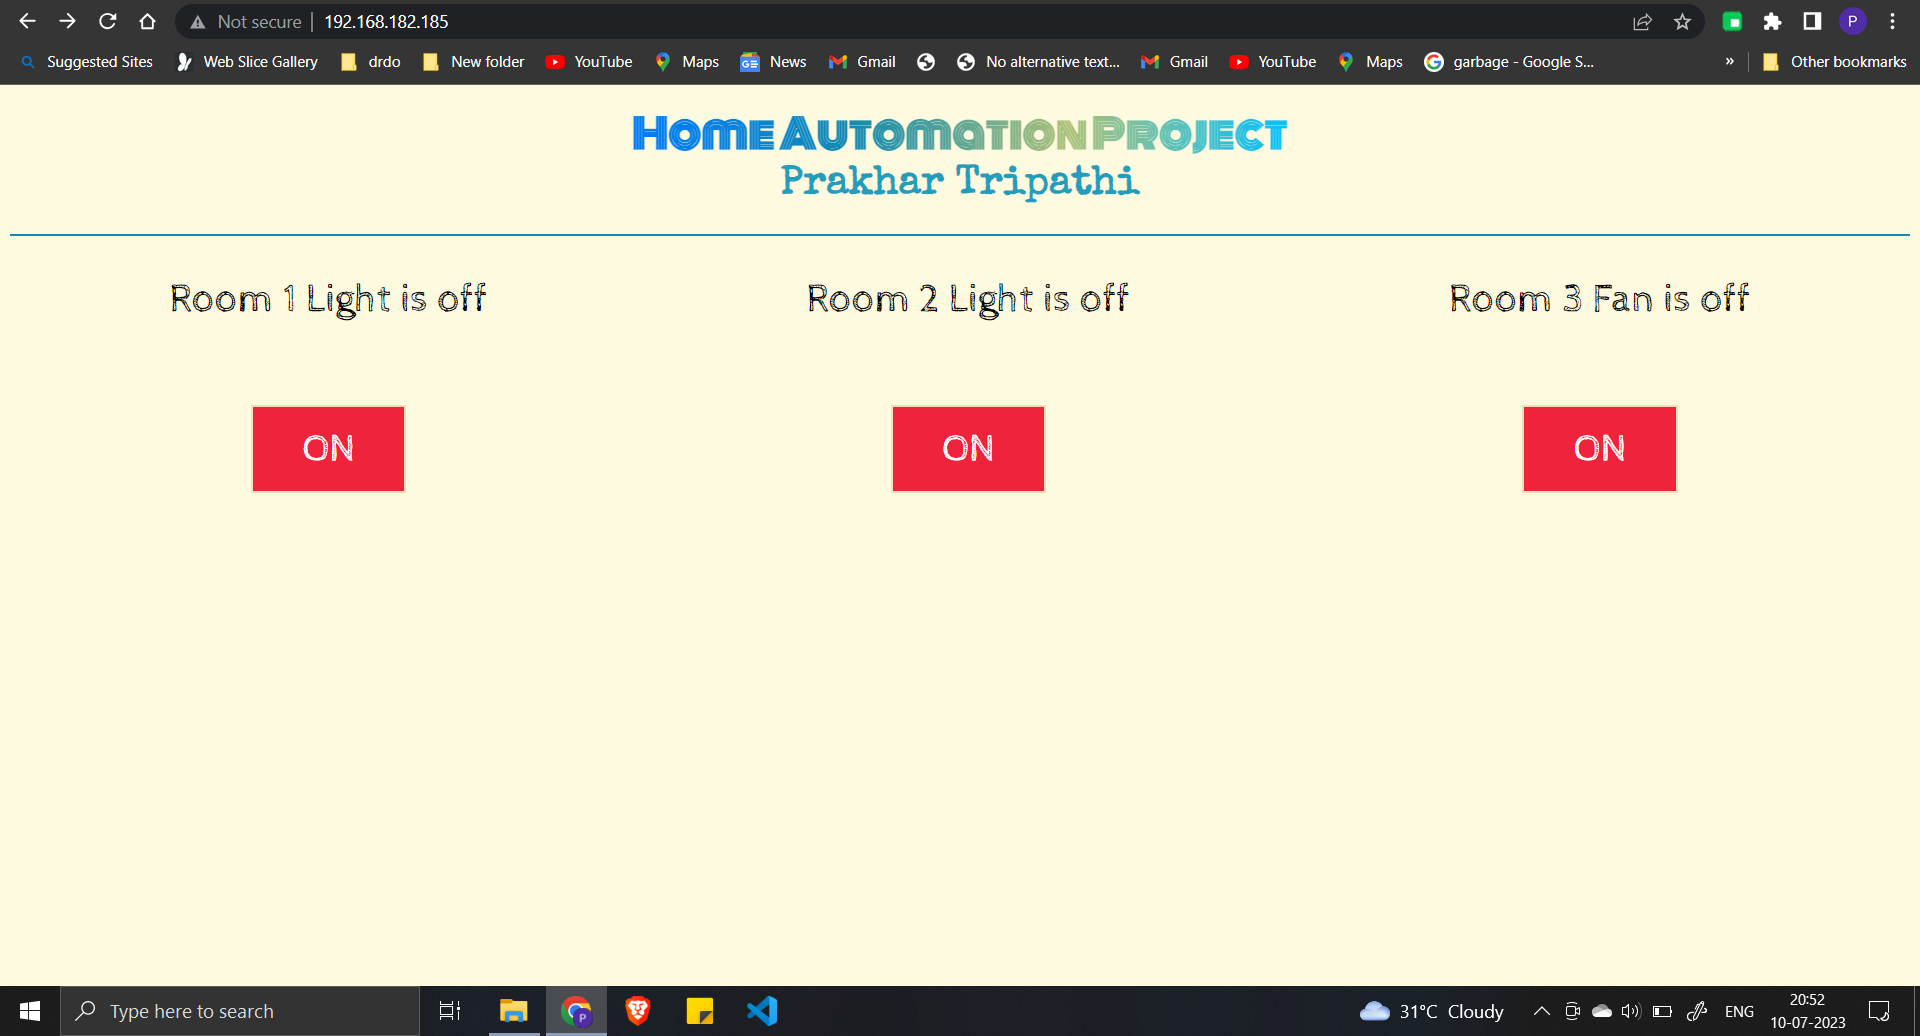 Not secure | 192.168.182.185
P
Suggested Sites Web Slice Gallery drdo New folder YouTube Maps News Gmail No alternative text... Gmail YouTube Maps garbage - Google S... » Other bookmarks
Home Automation Project
Prakhar Tripathi
Room 1 Light is off Room 2 Light is off Room 3 Fan is off
ON ON ON
Type here to search P 31°C Cloudy ENG 20:52
10-07-2023